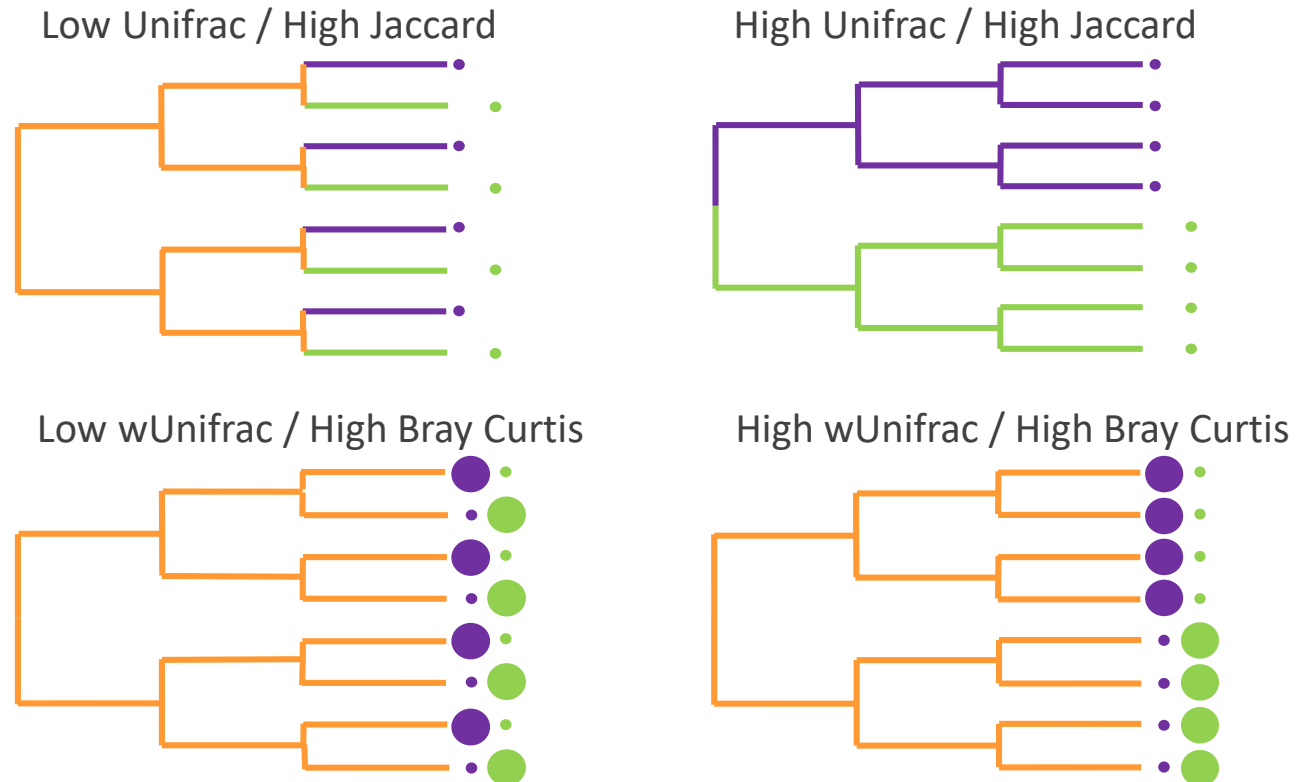 Low Unifrac / High Jaccard
High Unifrac / High Jaccard
Low wUnifrac / High Bray Curtis
High wUnifrac / High Bray Curtis